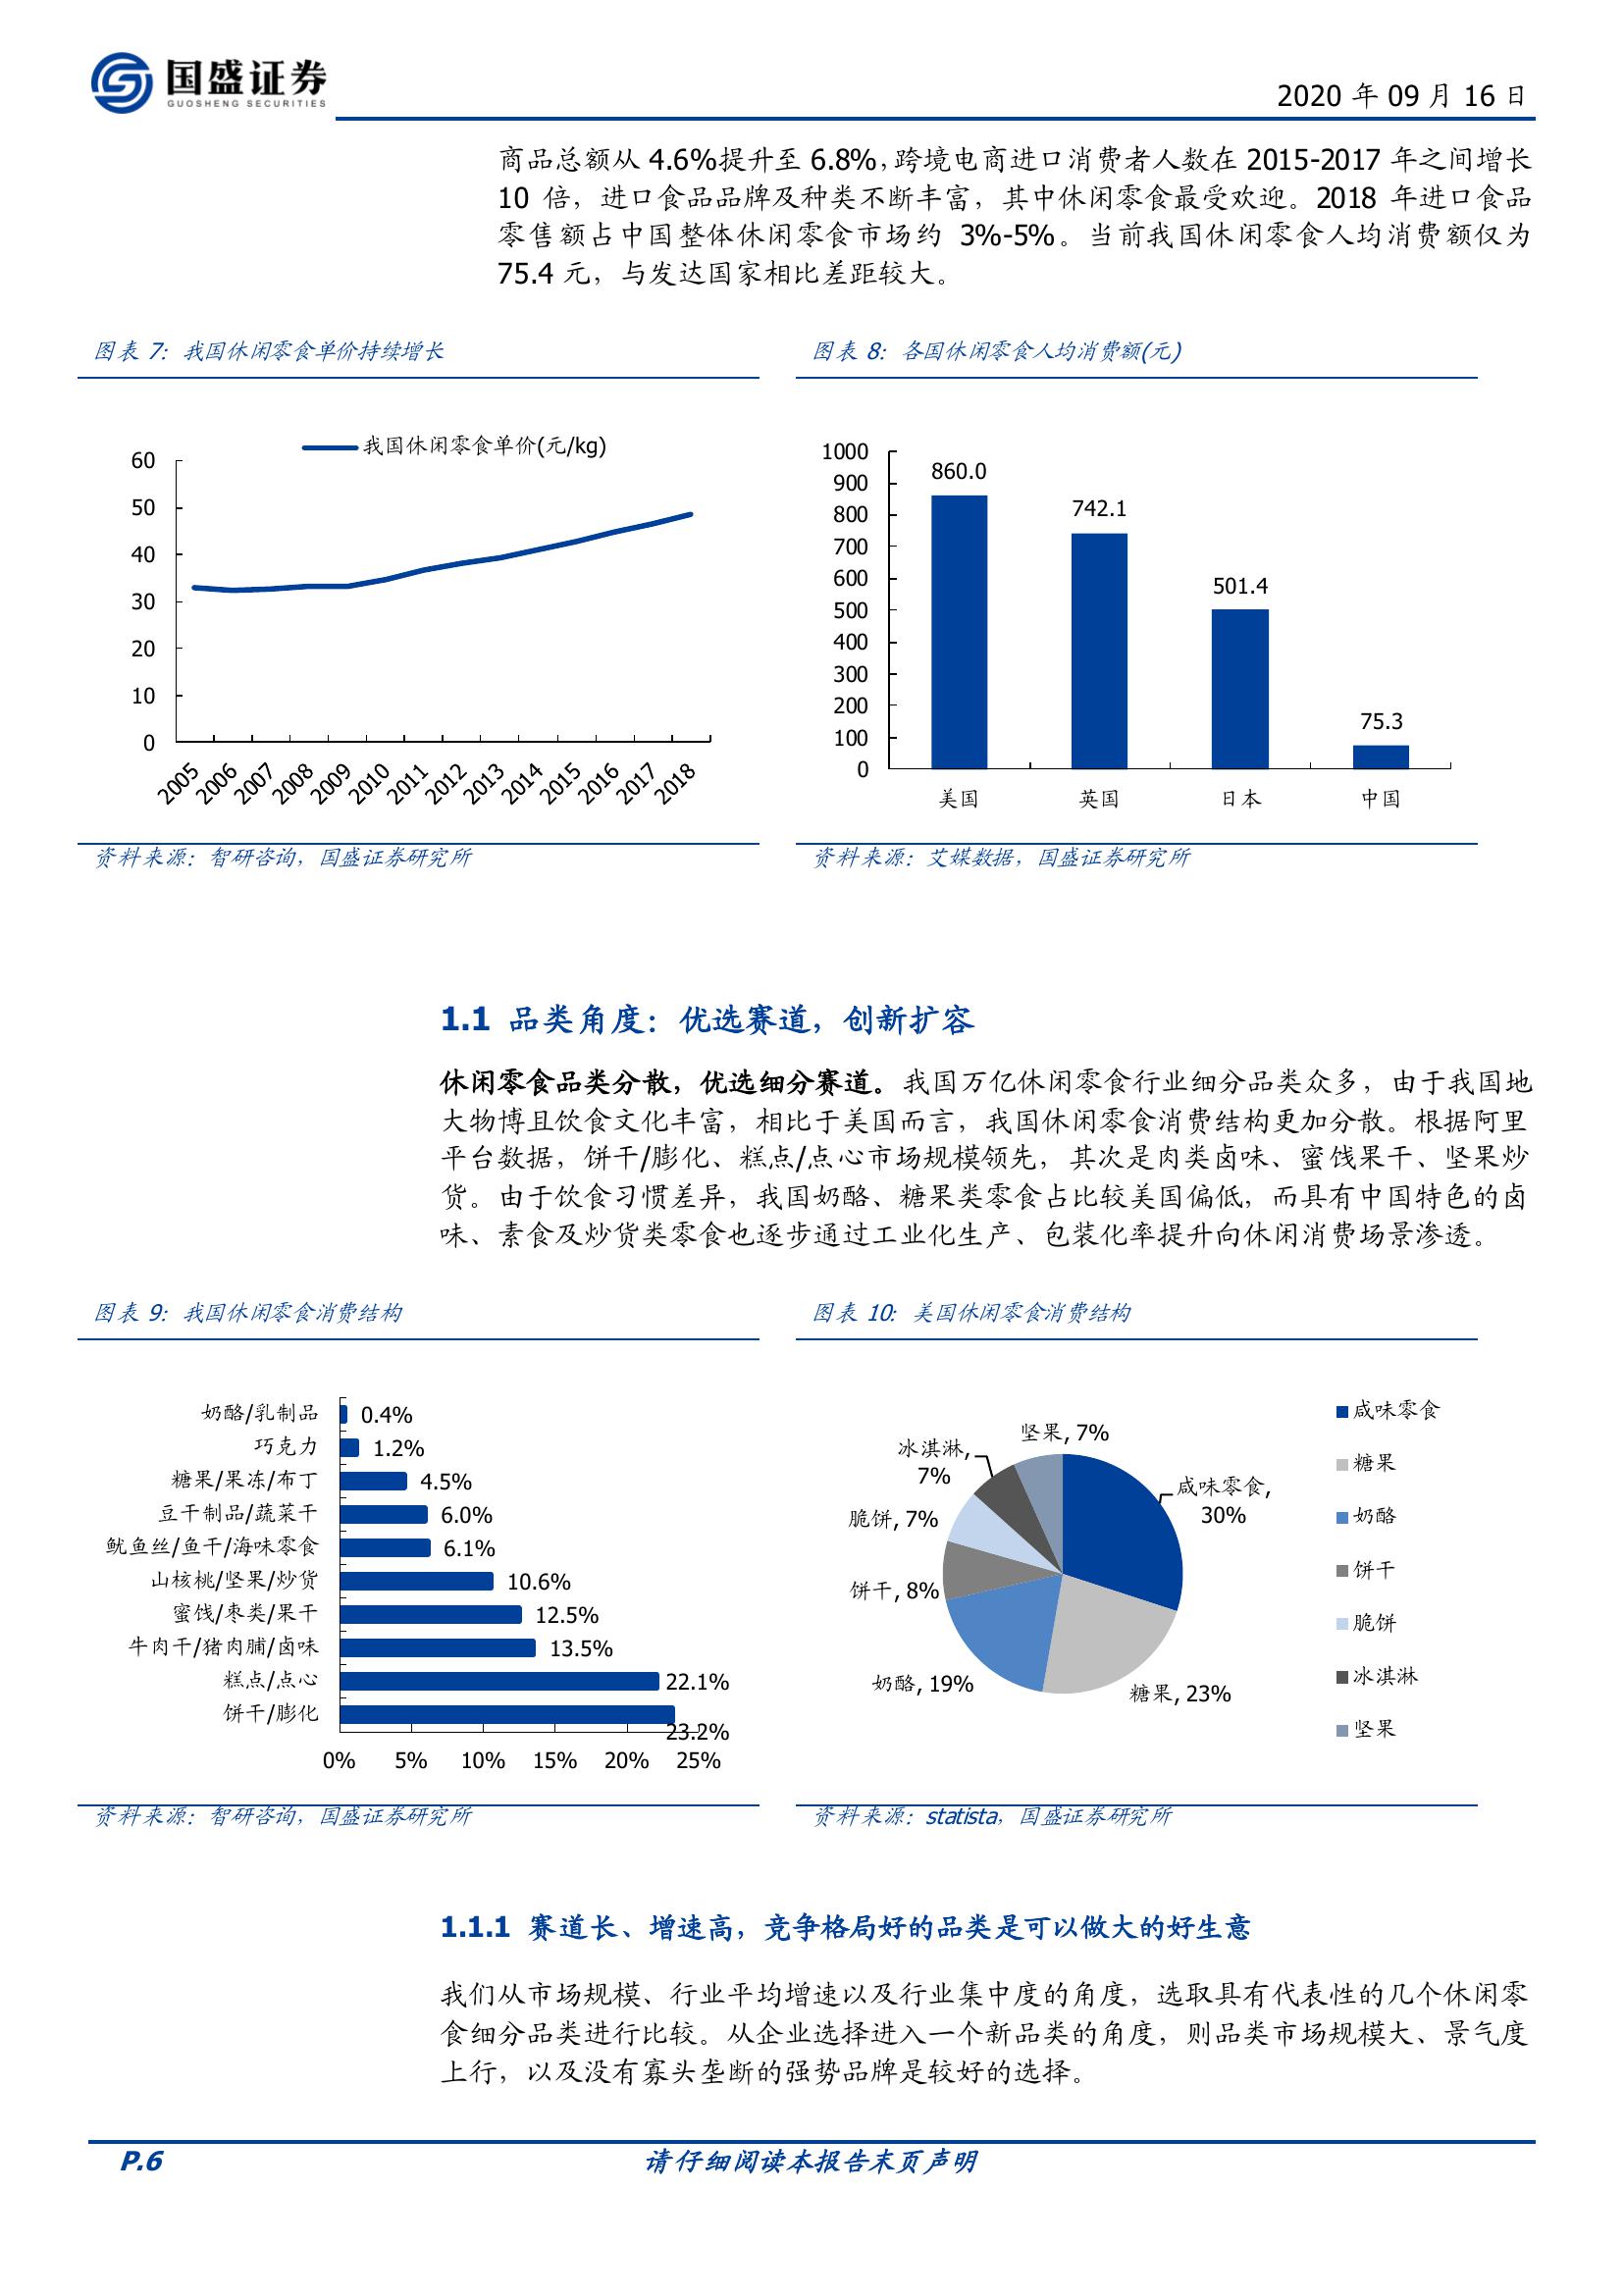 国盛证券
GUOSHENG SECURITIES
2020 年 09 月 16 日
商品总额从 4.6%提升至 6.8%，跨境电商进口消费者人数在 2015-2017 年之间增长
10 倍，进口食品品牌及种类不断丰富，其中休闲零食最受欢迎。2018 年进口食品
零售额占中国整体休闲零食市场约 3%-5%。当前我国休闲零食人均消费额仅为
75.4 元，与发达国家相比差距较大。
图表 7：我国休闲零食单价持续增长
我国休闲零食单价(元/kg)
60
50
40
30
20
10
0
2005 2006 2007 2008 2009 2010 2011 2012 2013 2014 2015 2016 2017 2018
资料来源：智研咨询，国盛证券研究所
图表 8：各国休闲零食人均消费额(元)
1000
900
800
700
600
500
400
300
200
100
0
860.0
742.1
501.4
75.3
美国 英国 日本 中国
资料来源：艾媒数据，国盛证券研究所
1.1 品类角度：优选赛道，创新扩容
休闲零食品类分散，优选细分赛道。我国万亿休闲零食行业细分品类众多，由于我国地
大物博且饮食文化丰富，相比于美国而言，我国休闲零食消费结构更加分散。根据阿里
平台数据，饼干/膨化、糕点/点心市场规模领先，其次是肉类卤味、蜜饯果干、坚果炒
货。由于饮食习惯差异，我国奶酪、糖果类零食占比较美国偏低，而具有中国特色的卤
味、素食及炒货类零食也逐步通过工业化生产、包装化率提升向休闲消费场景渗透。
图表 9：我国休闲零食消费结构
奶酪/乳制品 0.4%
巧克力 1.2%
糖果/果冻/布丁 4.5%
豆干制品/蔬菜干 6.0%
鱿鱼丝/鱼干/海味零食 6.1%
山核桃/坚果/炒货 10.6%
蜜饯/枣类/果干 12.5%
牛肉干/猪肉脯/卤味 13.5%
糕点/点心 22.1%
饼干/膨化 23.2%
0% 5% 10% 15% 20% 25%
资料来源：智研咨询，国盛证券研究所
图表 10：美国休闲零食消费结构
坚果, 7%
冰淇淋,
7%
脆饼, 7%
饼干, 8%
奶酪, 19%
糖果, 23%
咸味零食,
30%
咸味零食
糖果
奶酪
饼干
脆饼
冰淇淋
坚果
资料来源：statista，国盛证券研究所
1.1.1 赛道长、增速高，竞争格局好的品类是可以做大的好生意
我们从市场规模、行业平均增速以及行业集中度的角度，选取具有代表性的几个休闲零
食细分品类进行比较。从企业选择进入一个新品类的角度，则品类市场规模大、景气度
上行，以及没有寡头垄断的强势品牌是较好的选择。
P.6
请仔细阅读本报告末页声明